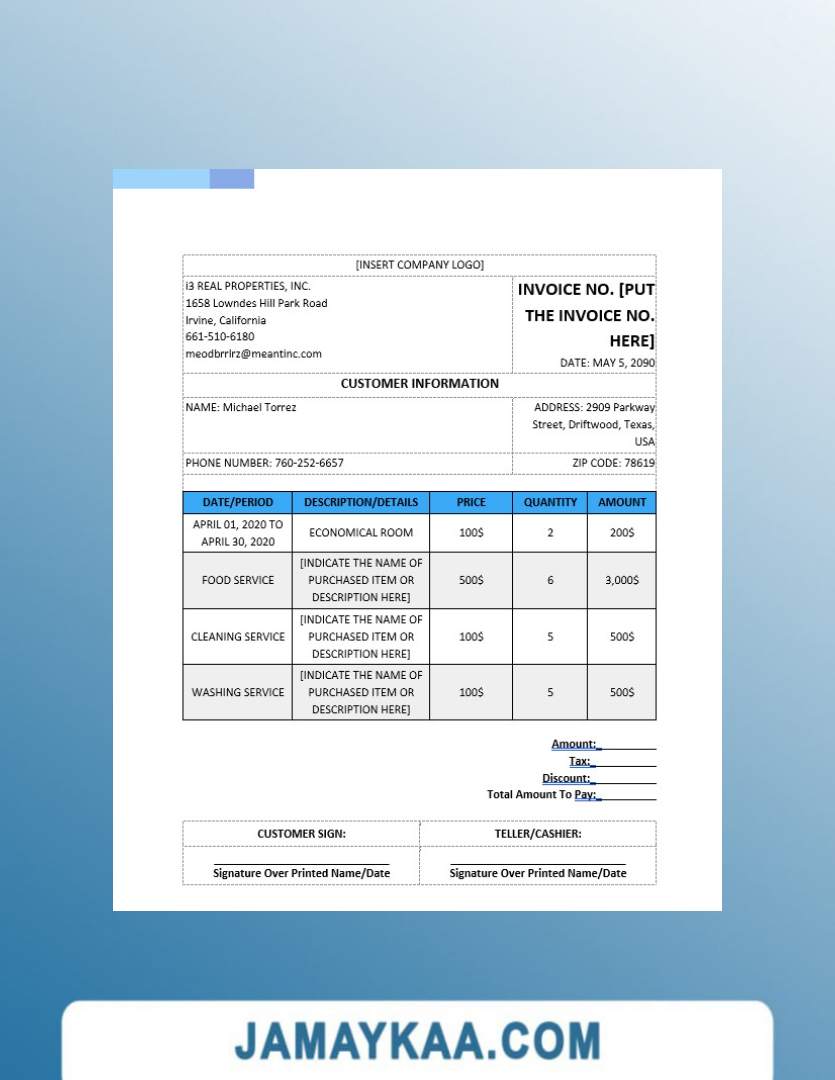 [INSERT COMPANY LOGO]
i3 REAL PROPERTIES, INC.
1658 Lowndes Hill Park Road
Irvine, California
661-510-6180
meodbrrlrz@meantinc.com
INVOICE NO. [PUT
THE INVOICE NO.
HERE]
DATE: MAY 5, 2090
CUSTOMER INFORMATION
NAME: Michael Torrez
ADDRESS: 2909 Parkway
Street, Driftwood, Texas,
USA
PHONE NUMBER: 760-252-6657
ZIP CODE: 78619
DATE/PERIOD DESCRIPTION/DETAILS PRICE QUANTITY AMOUNT
APRIL 01, 2020 TO
APRIL 30, 2020
ECONOMICAL ROOM 100$ 2 200$
FOOD SERVICE
[INDICATE THE NAME OF
PURCHASED ITEM OR
DESCRIPTION HERE]
500$ 6 3,000$
CLEANING SERVICE
[INDICATE THE NAME OF
PURCHASED ITEM OR
DESCRIPTION HERE]
100$ 5 500$
WASHING SERVICE
[INDICATE THE NAME OF
PURCHASED ITEM OR
DESCRIPTION HERE]
100$ 5 500$
Amount:_________
Tax:_________
Discount:_________
Total Amount To Pay:_________
CUSTOMER SIGN:
TELLER/CASHIER:
Signature Over Printed Name/Date
Signature Over Printed Name/Date
JAMAYKAA.COM